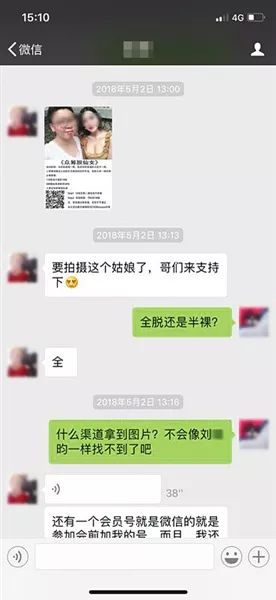 15:10
4G
微信
2018年5月2日 13:00
《众筹脱仙女》
2018年5月2日 13:13
要拍摄这个姑娘了，哥们来支持
下
全脱还是半裸？
全
2018年5月2日 13:16
什么渠道拿到图片？不会像刘
昀一样找不到了吧
38"
还有一个会员号就是微信的就是
参加会前加我的号，而且，我还